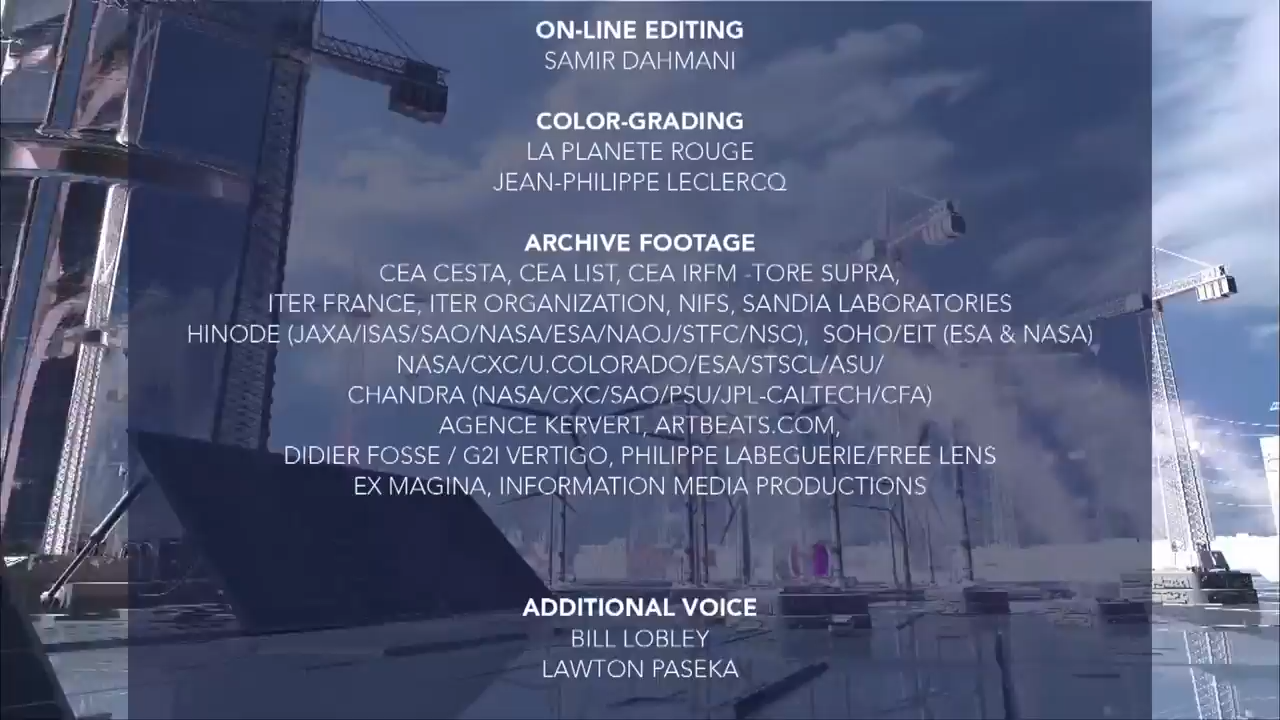 ON-LINE EDITING
SAMIR DAHMANI
COLOR-GRADING
LA PLANETE ROUGE
JEAN-PHILIPPE LECLERCQ
ARCHIVE FOOTAGE
CEA CESTA, CEA LIST, CEA IRFM -TORE SUPRA,
ITER FRANCE, ITER ORGANIZATION, NIFS, SANDIA LABORATORIES
HINODE (JAXA/ISAS/SAO/NASA/ESA/NAOJ/STFC/NSC), SOHO/EIT (ESA & NASA)
NASA/CXC/U.COLORADO/ESA/STSCL/ASU/
CHANDRA (NASA/CXC/SAO/PSU/JPL-CALTECH/CFA)
AGENCE KERVERT, ARTBEATS.COM,
DIDIER FOSSE / G2I VERTIGO, PHILIPPE LABEGUERIE/FREE LENS
EX MAGINA, INFORMATION MEDIA PRODUCTIONS
ADDITIONAL VOICE
BILL LOBLEY
LAWTON PASEKA